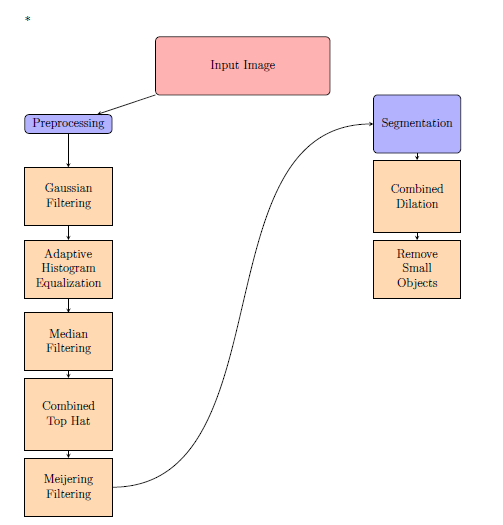 *
Input Image
Preprocessing
Gaussian
Filtering
Adaptive
Histogram
Equalization
Median
Filtering
Combined
Top Hat
Meijering
Filtering
Segmentation
Combined
Dilation
Remove
Small
Objects